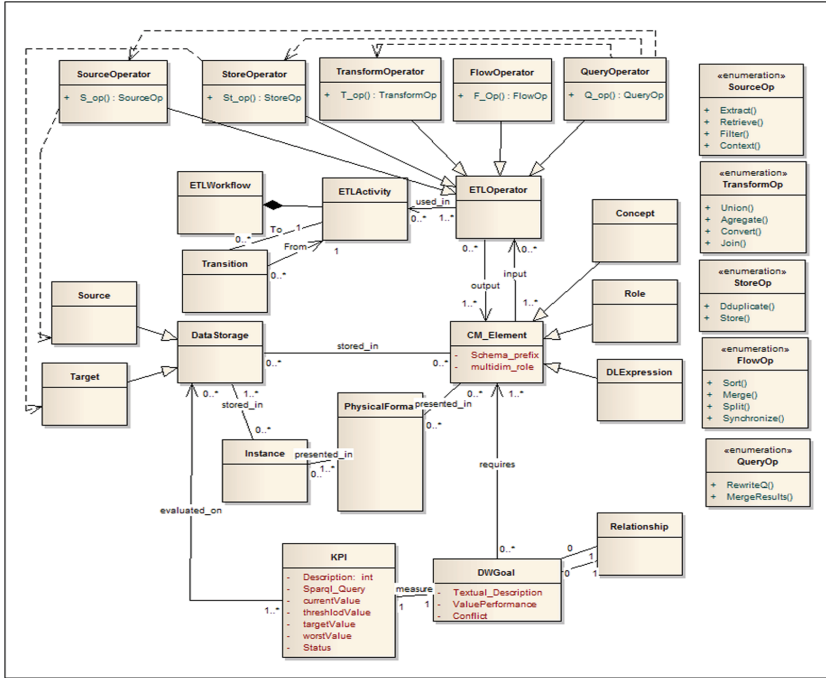 SourceOperator
+ S_op() : SourceOp
StoreOperator
+ St_op() : StoreOp
TransformOperator
+ T_op() : TransformOp
FlowOperator
+ F_Op() : FlowOp
QueryOperator
+ Q_op() : QueryOp
«enumeration»
SourceOp
+ Extract()
+ Retrieve()
+ Filter()
+ Context()
ETLWorkflow
ETLActivity
used_in
0..*
1..*
ETLOperator
«enumeration»
TransformOp
+ Union()
+ Agregate()
+ Convert()
+ Join()
To
1
0..*
From
1
0..*
Transition
0..*
0..*
output
input
1..*
1..*
Concept
Role
DLExpression
«enumeration»
StoreOp
+ Dduplicate()
+ Store()
Source
Target
DataStorage
stored_in
0..*
0..*
CM_Element
- Schema_prefix
- multidim_role
«enumeration»
FlowOp
+ Sort()
+ Merge()
+ Split()
+ Synchronize()
0..*
1..*
stored_in
0..*
PhysicalForma
0..*
presented_in
0..*
1..*
Instance
presented_in
0..*
1..*
«enumeration»
QueryOp
+ RewriteQ()
+ MergeResults()
requires
evaluated_on
0..*
1..*
KPI
- Description: int
- Sparql_Query
- currentValue
- threshlodValue
- targetValue
- worstValue
- Status
measure
1
1
DWGoal
- Textual_Description
- ValuePerformance
- Conflict
0
1
0
1
Relationship